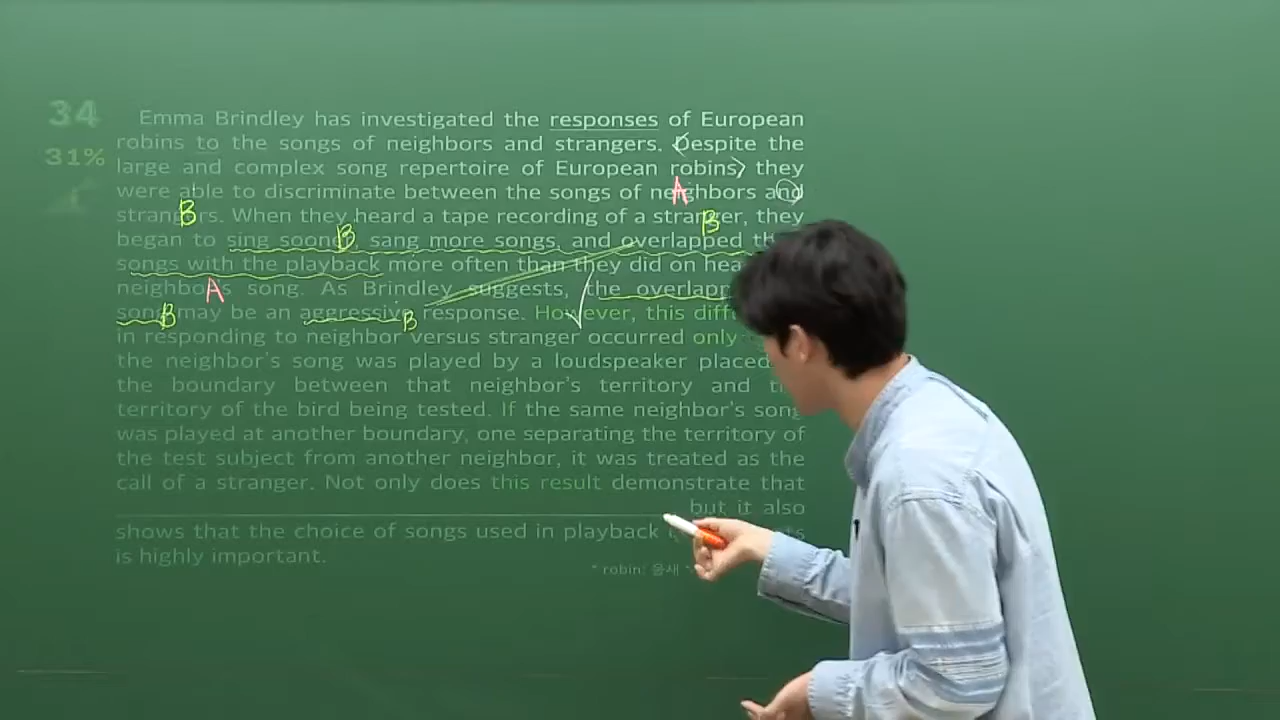 34
31%
Emma Brindley has investigated the responses of European
robins to the songs of neighbors and strangers. Despite the
large and complex song repertoire of European robins, they
A
were able to discriminate between the songs of neighbors and
B B
strangers. When they heard a tape recording of a stranger, they
B
began to sing sooner, sang more songs, and overlapped
songs with the playback more often than they did on
A
neighbor's song. As Brindley suggests, the
B B
song may be an aggressive response. However, this
in responding to neighbor versus stranger occurred only
the neighbor's song was played by a loudspeaker placed
the boundary between that neighbor's territory and
territory of the bird being tested. If the same neighbor's song
was played at another boundary, one separating the territory of
the test subject from another neighbor, it was treated as the
call of a stranger. Not only does this result demonstrate that
but it also
shows that the choice of songs used in playback
is highly important.
* robin: 울새